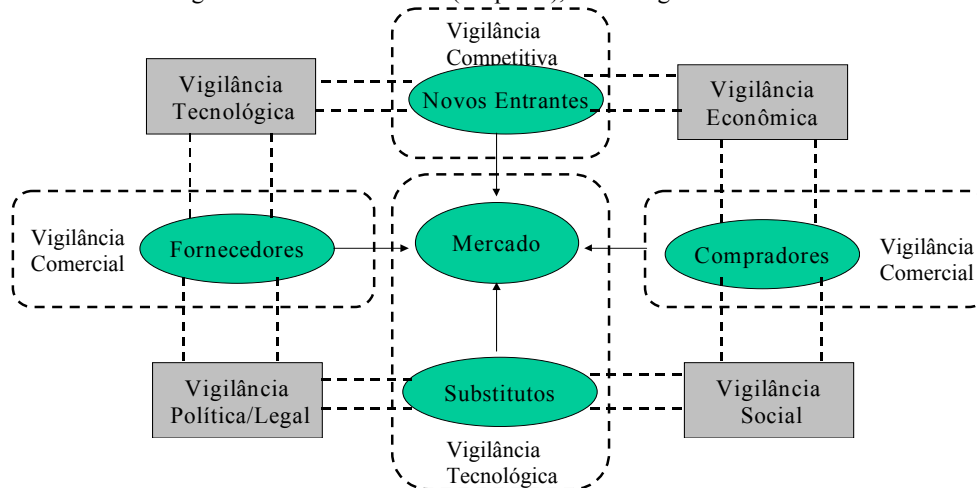 Vigilância
Competitiva
Vigilância
Tecnológica
Novos Entrantes
Vigilância
Econômica
Vigilância
Comercial
Fornecedores
Mercado
Compradores
Vigilância
Comercial
Vigilância
Política/Legal
Substitutos
Vigilância
Social
Vigilância
Tecnológica